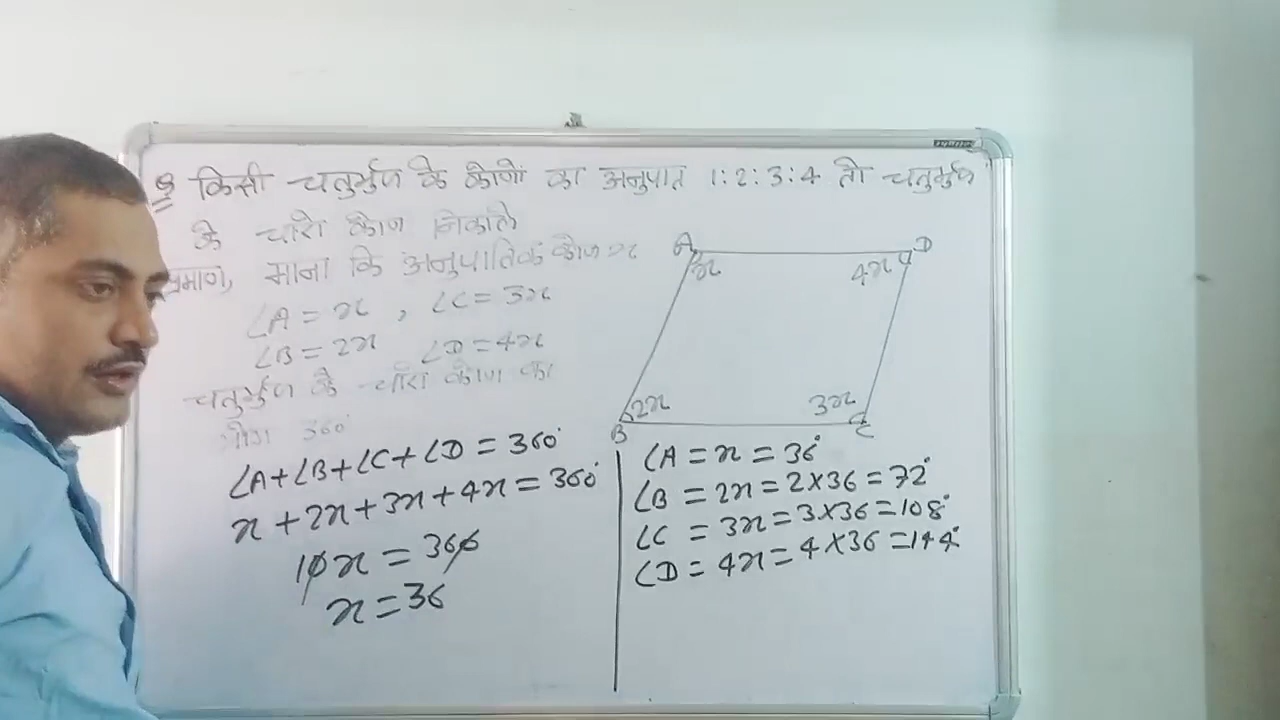 Q किसी चतुर्भुज के कोणों का अनुपात 1:2:3:4 तो चतुर्भुज
के चारो कोण निकाले
प्रमाण, माना कि अनुपातिक कोण x
∠A = x , ∠C = 3x
∠B = 2x ∠D = 4x
चतुर्भुज के चारों कोण का
योग 360°
∠A+∠B+∠C+∠D = 360°
x + 2x + 3x + 4x = 360°
10x = 360
x = 36
A D
x 4x
2x 3x
B C
∠A = x = 36°
∠B = 2x = 2×36 = 72°
∠C = 3x = 3×36 = 108°
∠D = 4x = 4×36 = 144°